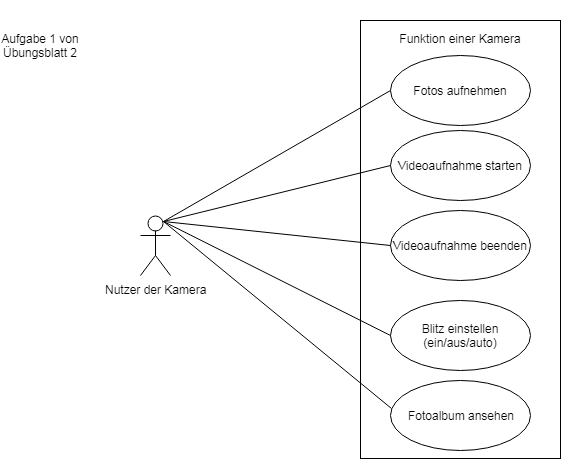 Aufgabe 1 von
Übungsblatt 2
Funktion einer Kamera
Fotos aufnehmen
Videoaufnahme starten
Videoaufnahme beenden
Nutzer der Kamera
Blitz einstellen
(ein/aus/auto)
Fotoalbum ansehen